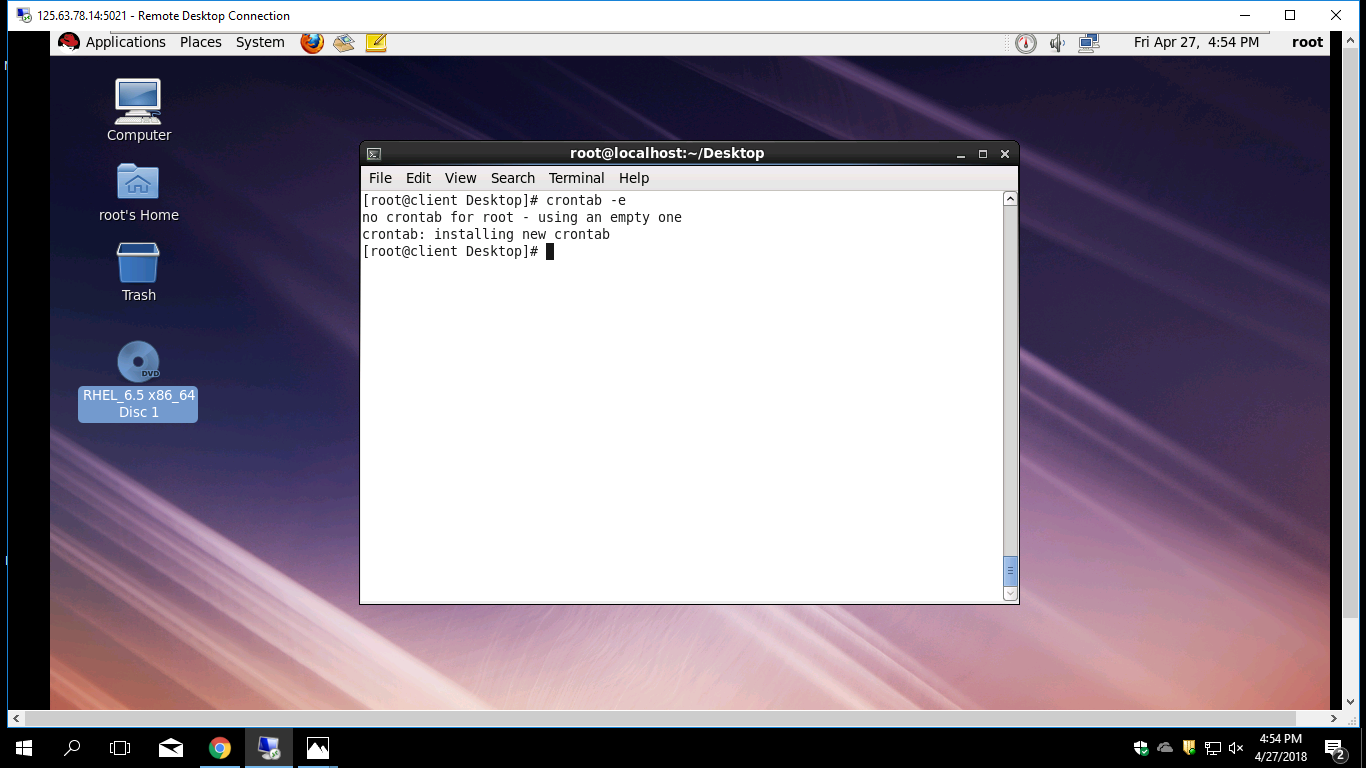 125.63.78.14:5021 - Remote Desktop Connection
Applications Places System
Fri Apr 27, 4:54 PM root
Computer
root's Home
Trash
DVD
RHEL_6.5 x86_64
Disc 1
root@localhost:~/Desktop
File Edit View Search Terminal Help
[root@client Desktop]# crontab -e
no crontab for root - using an empty one
crontab: installing new crontab
[root@client Desktop]#
4:54 PM
4/27/2018
2